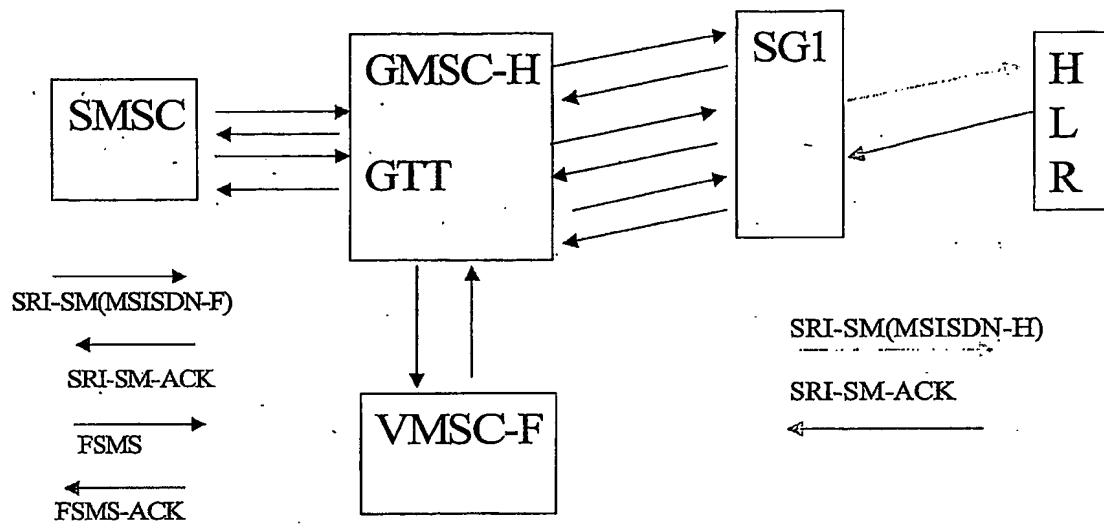 SMSC
GMSC-H
GTT
SG1
H
L
R
SRI-SM(MSISDN-F)
SRI-SM-ACK
FSMS
FSMS-ACK
VMSC-F
SRI-SM(MSISDN-H)
SRI-SM-ACK